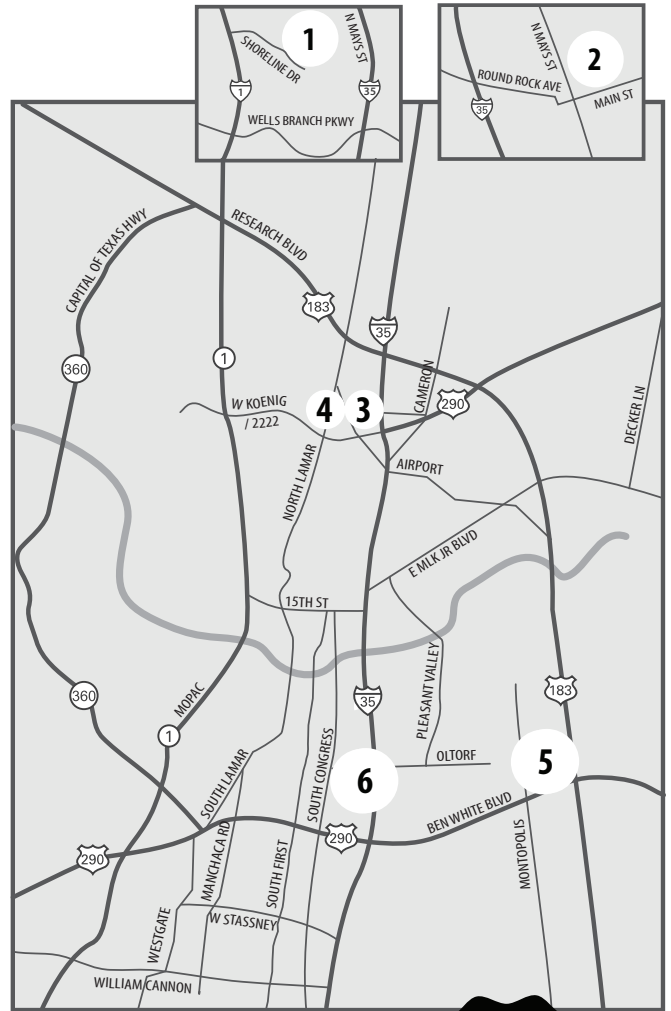 1
N MAYS ST
SHORELINE DR
1
35
WELLS BRANCH PKWY
N MAYS ST
2
ROUND ROCK AVE
MAIN ST
35
CAPITAL OF TEXAS HWY
RESEARCH BLVD
183
35
1
360
CAMERON
W KOENIG
/ 2222
4
3
290
DECKER LN
NORTH LAMAR
AIRPORT
E MLK JR BLVD
15TH ST
PLEASANT VALLEY
360
MOPAC
35
183
1
SOUTH LAMAR
SOUTH CONGRESS
OLTORF
5
6
BEN WHITE BLVD
290
290
MANCHACA RD
SOUTH FIRST
MONTOPOLIS
WESTGATE
W STASSNEY
WILLIAM CANNON